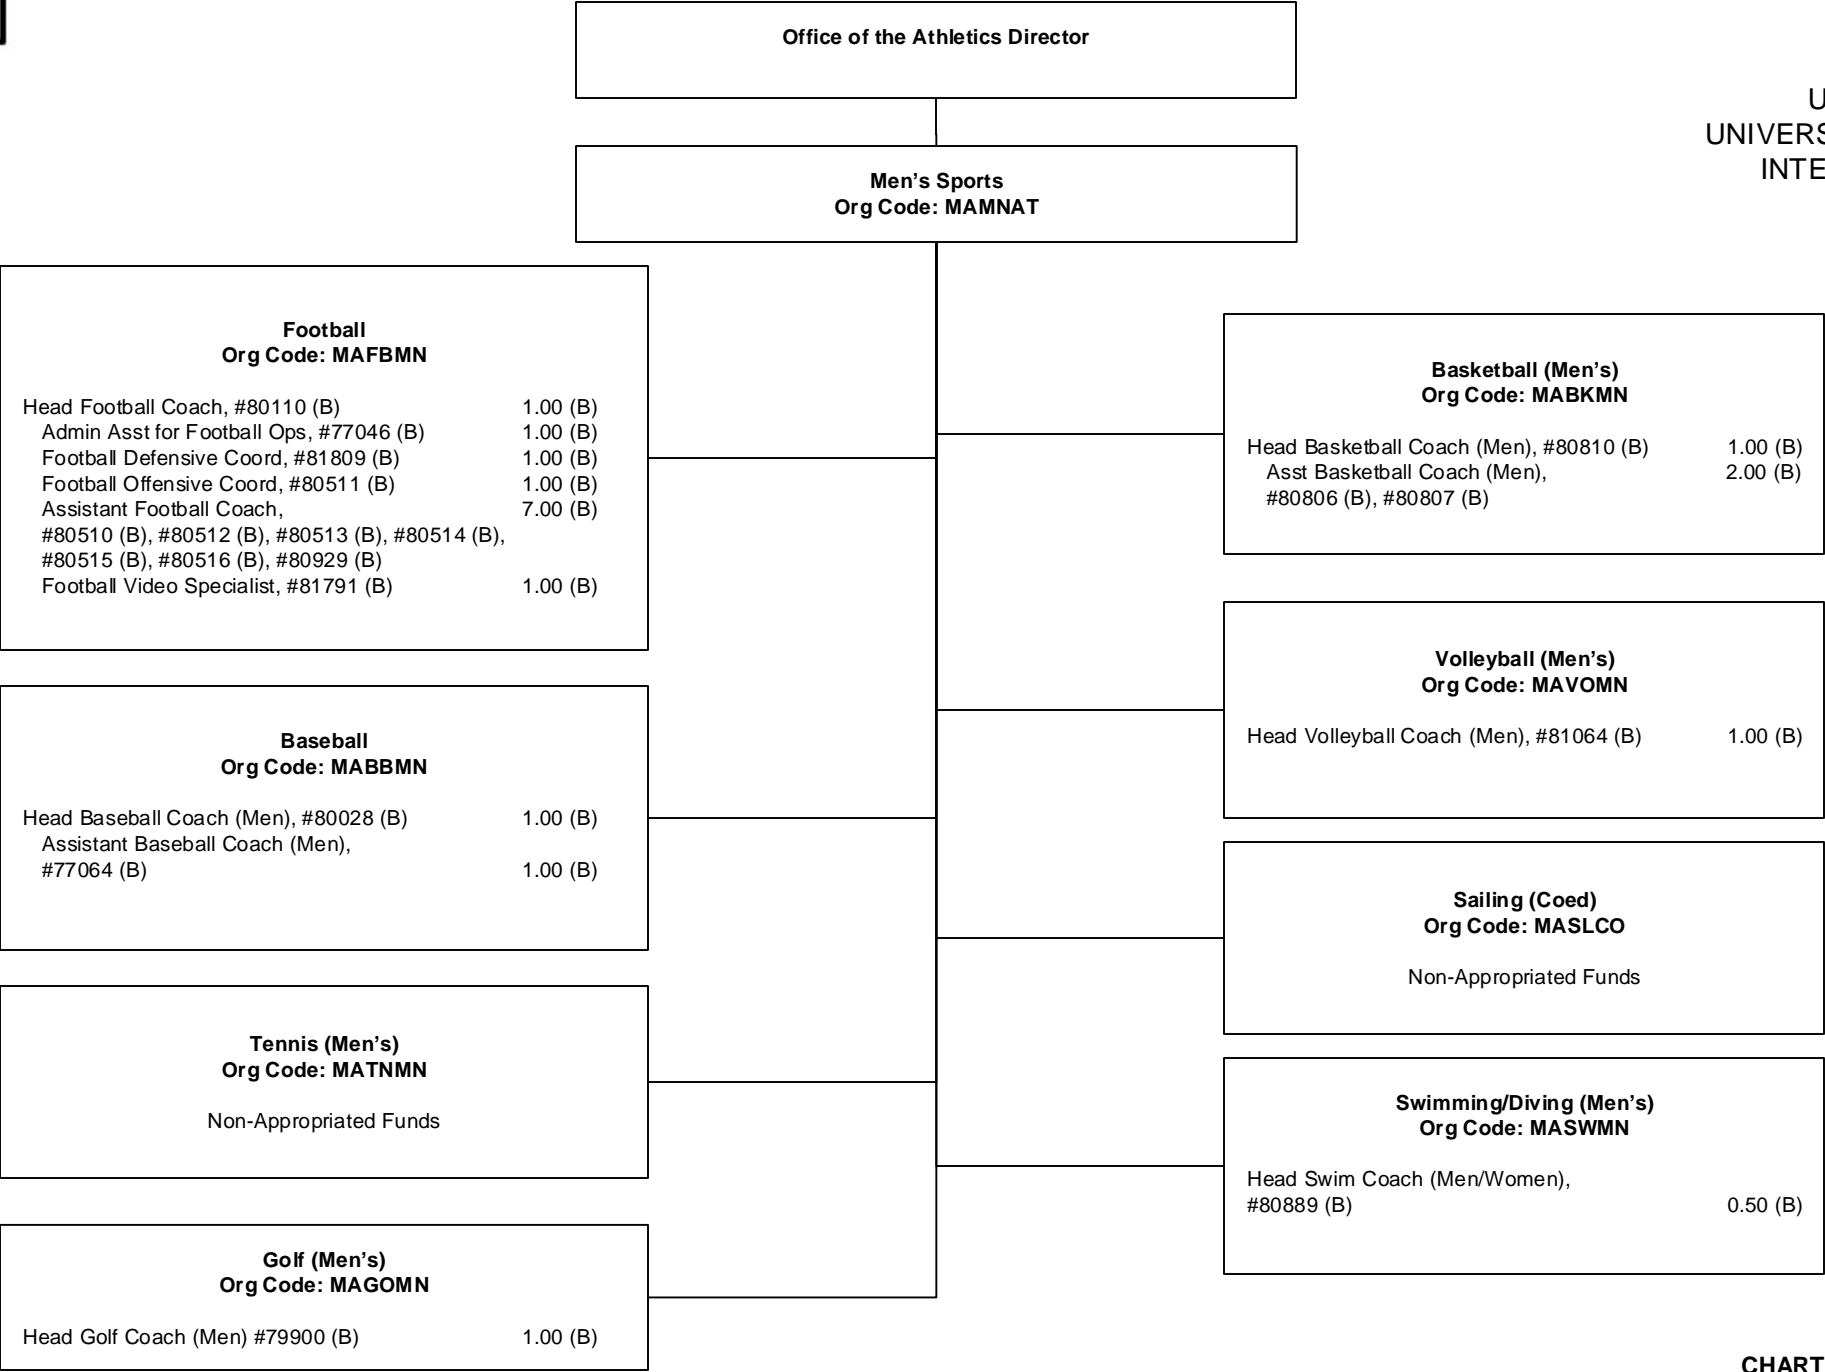 Office of the Athletics Director
U
UNIVERS
INTE
Men's Sports
Org Code: MAMNAT
Football
Org Code: MAFBMN
Head Football Coach, #80110 (B) 1.00 (B)
Admin Asst for Football Ops, #77046 (B) 1.00 (B)
Football Defensive Coord, #81809 (B) 1.00 (B)
Football Offensive Coord, #80511 (B) 1.00 (B)
Assistant Football Coach, 7.00 (B)
#80510 (B), #80512 (B), #80513 (B), #80514 (B),
#80515 (B), #80516 (B), #80929 (B)
Football Video Specialist, #81791 (B) 1.00 (B)
Baseball
Org Code: MABBMN
Head Baseball Coach (Men), #80028 (B) 1.00 (B)
Assistant Baseball Coach (Men),
#77064 (B) 1.00 (B)
Tennis (Men's)
Org Code: MATNMN
Non-Appropriated Funds
Golf (Men's)
Org Code: MAGOMN
Head Golf Coach (Men) #79900 (B) 1.00 (B)
Basketball (Men's)
Org Code: MABKMN
Head Basketball Coach (Men), #80810 (B) 1.00 (B)
Asst Basketball Coach (Men), 2.00 (B)
#80806 (B), #80807 (B)
Volleyball (Men's)
Org Code: MAVOMN
Head Volleyball Coach (Men), #81064 (B) 1.00 (B)
Sailing (Coed)
Org Code: MASLCO
Non-Appropriated Funds
Swimming/Diving (Men's)
Org Code: MASWMN
Head Swim Coach (Men/Women),
#80889 (B) 0.50 (B)
CHART